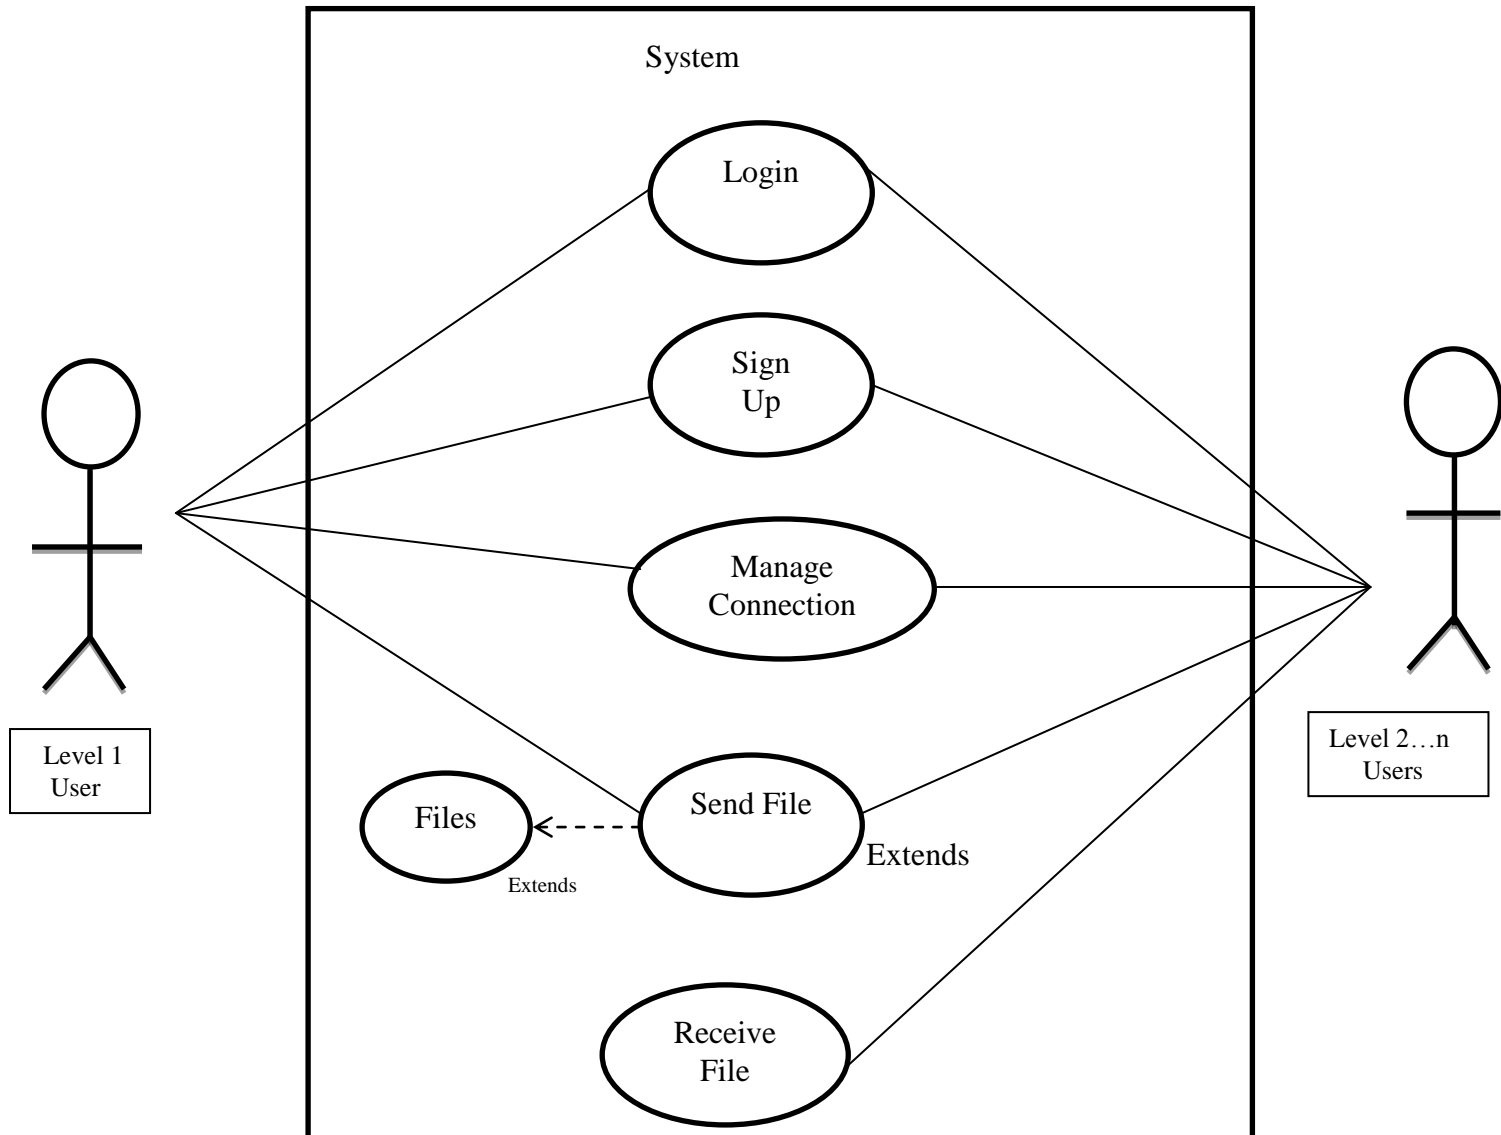 System
Login
Sign
Up
Manage
Connection
Level 1
User
Level 2…n
Users
Files
Send File
Extends
Extends
Receive
File